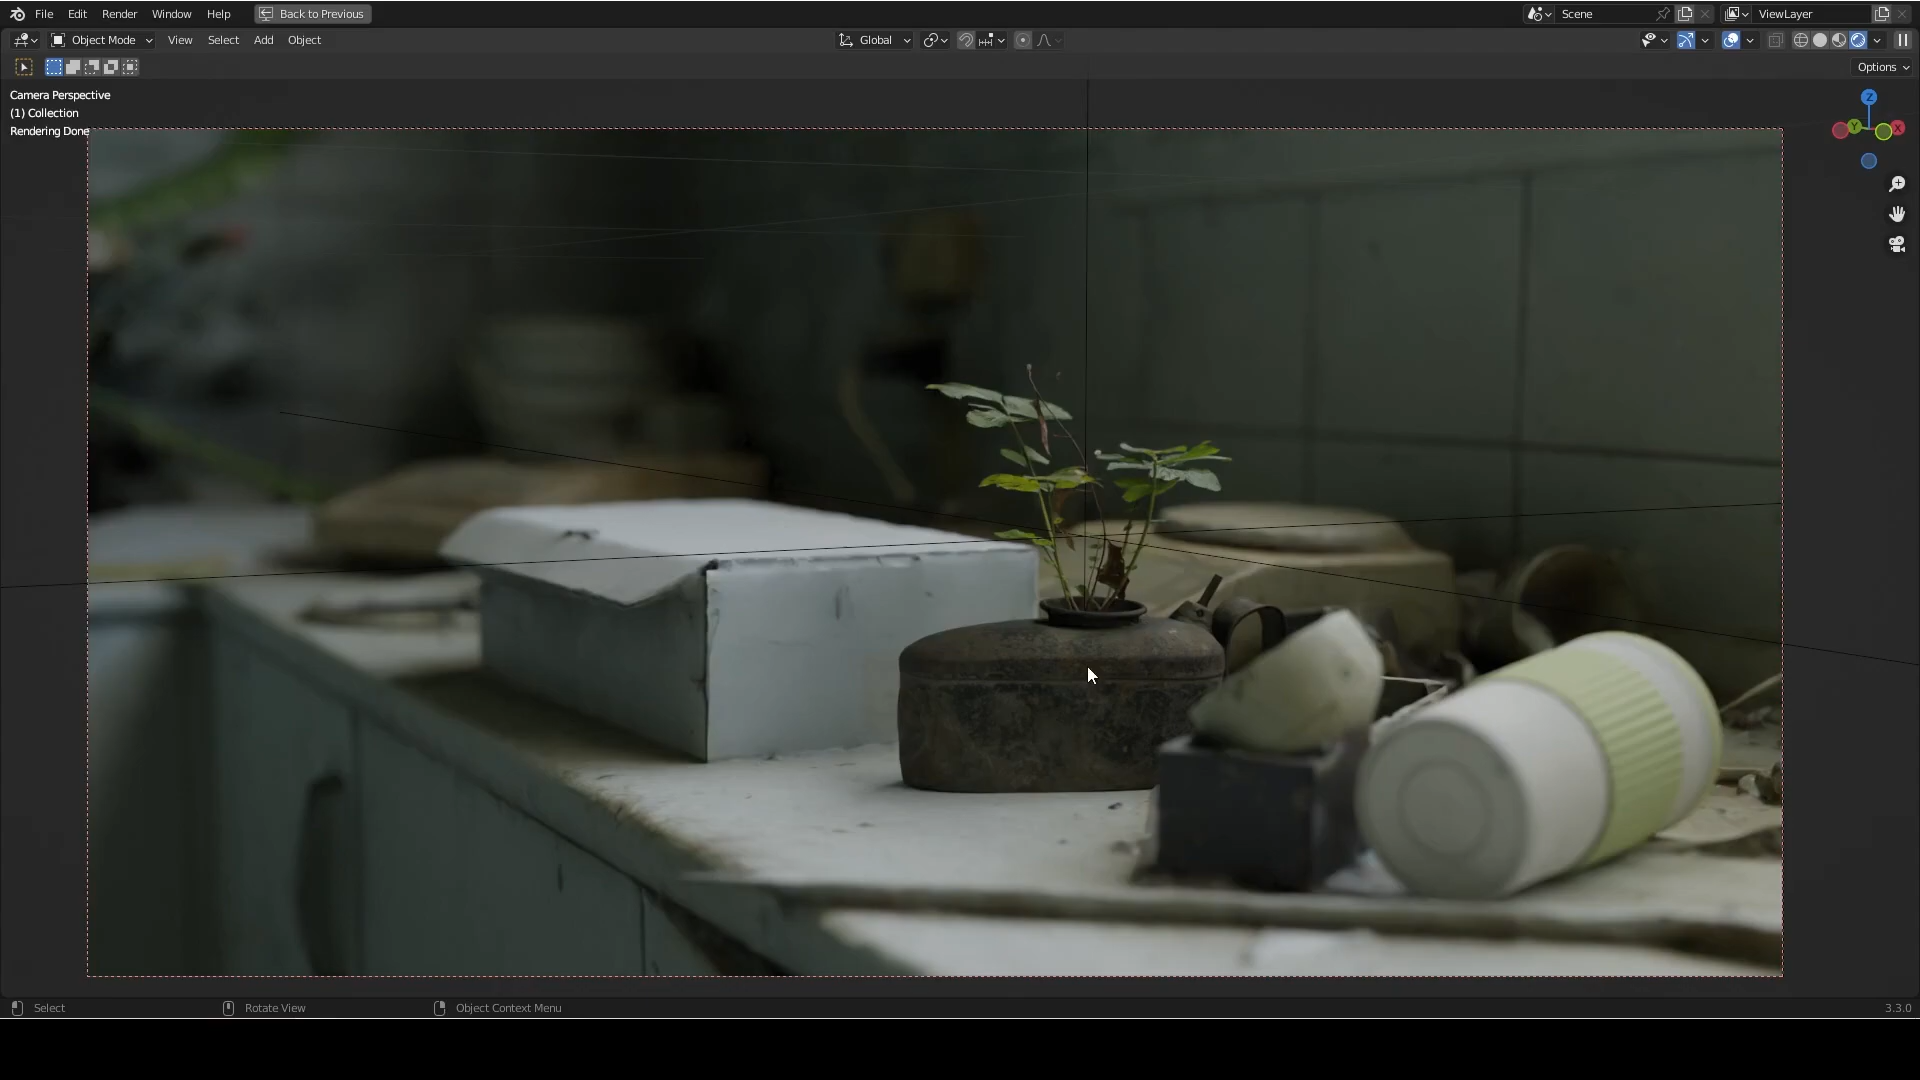 File Edit Render Window Help Back to Previous Scene ViewLayer
Object Mode View Select Add Object Global
Options
Camera Perspective
(1) Collection
Rendering Done
Z
Y X
Select Rotate View Object Context Menu 3.3.0